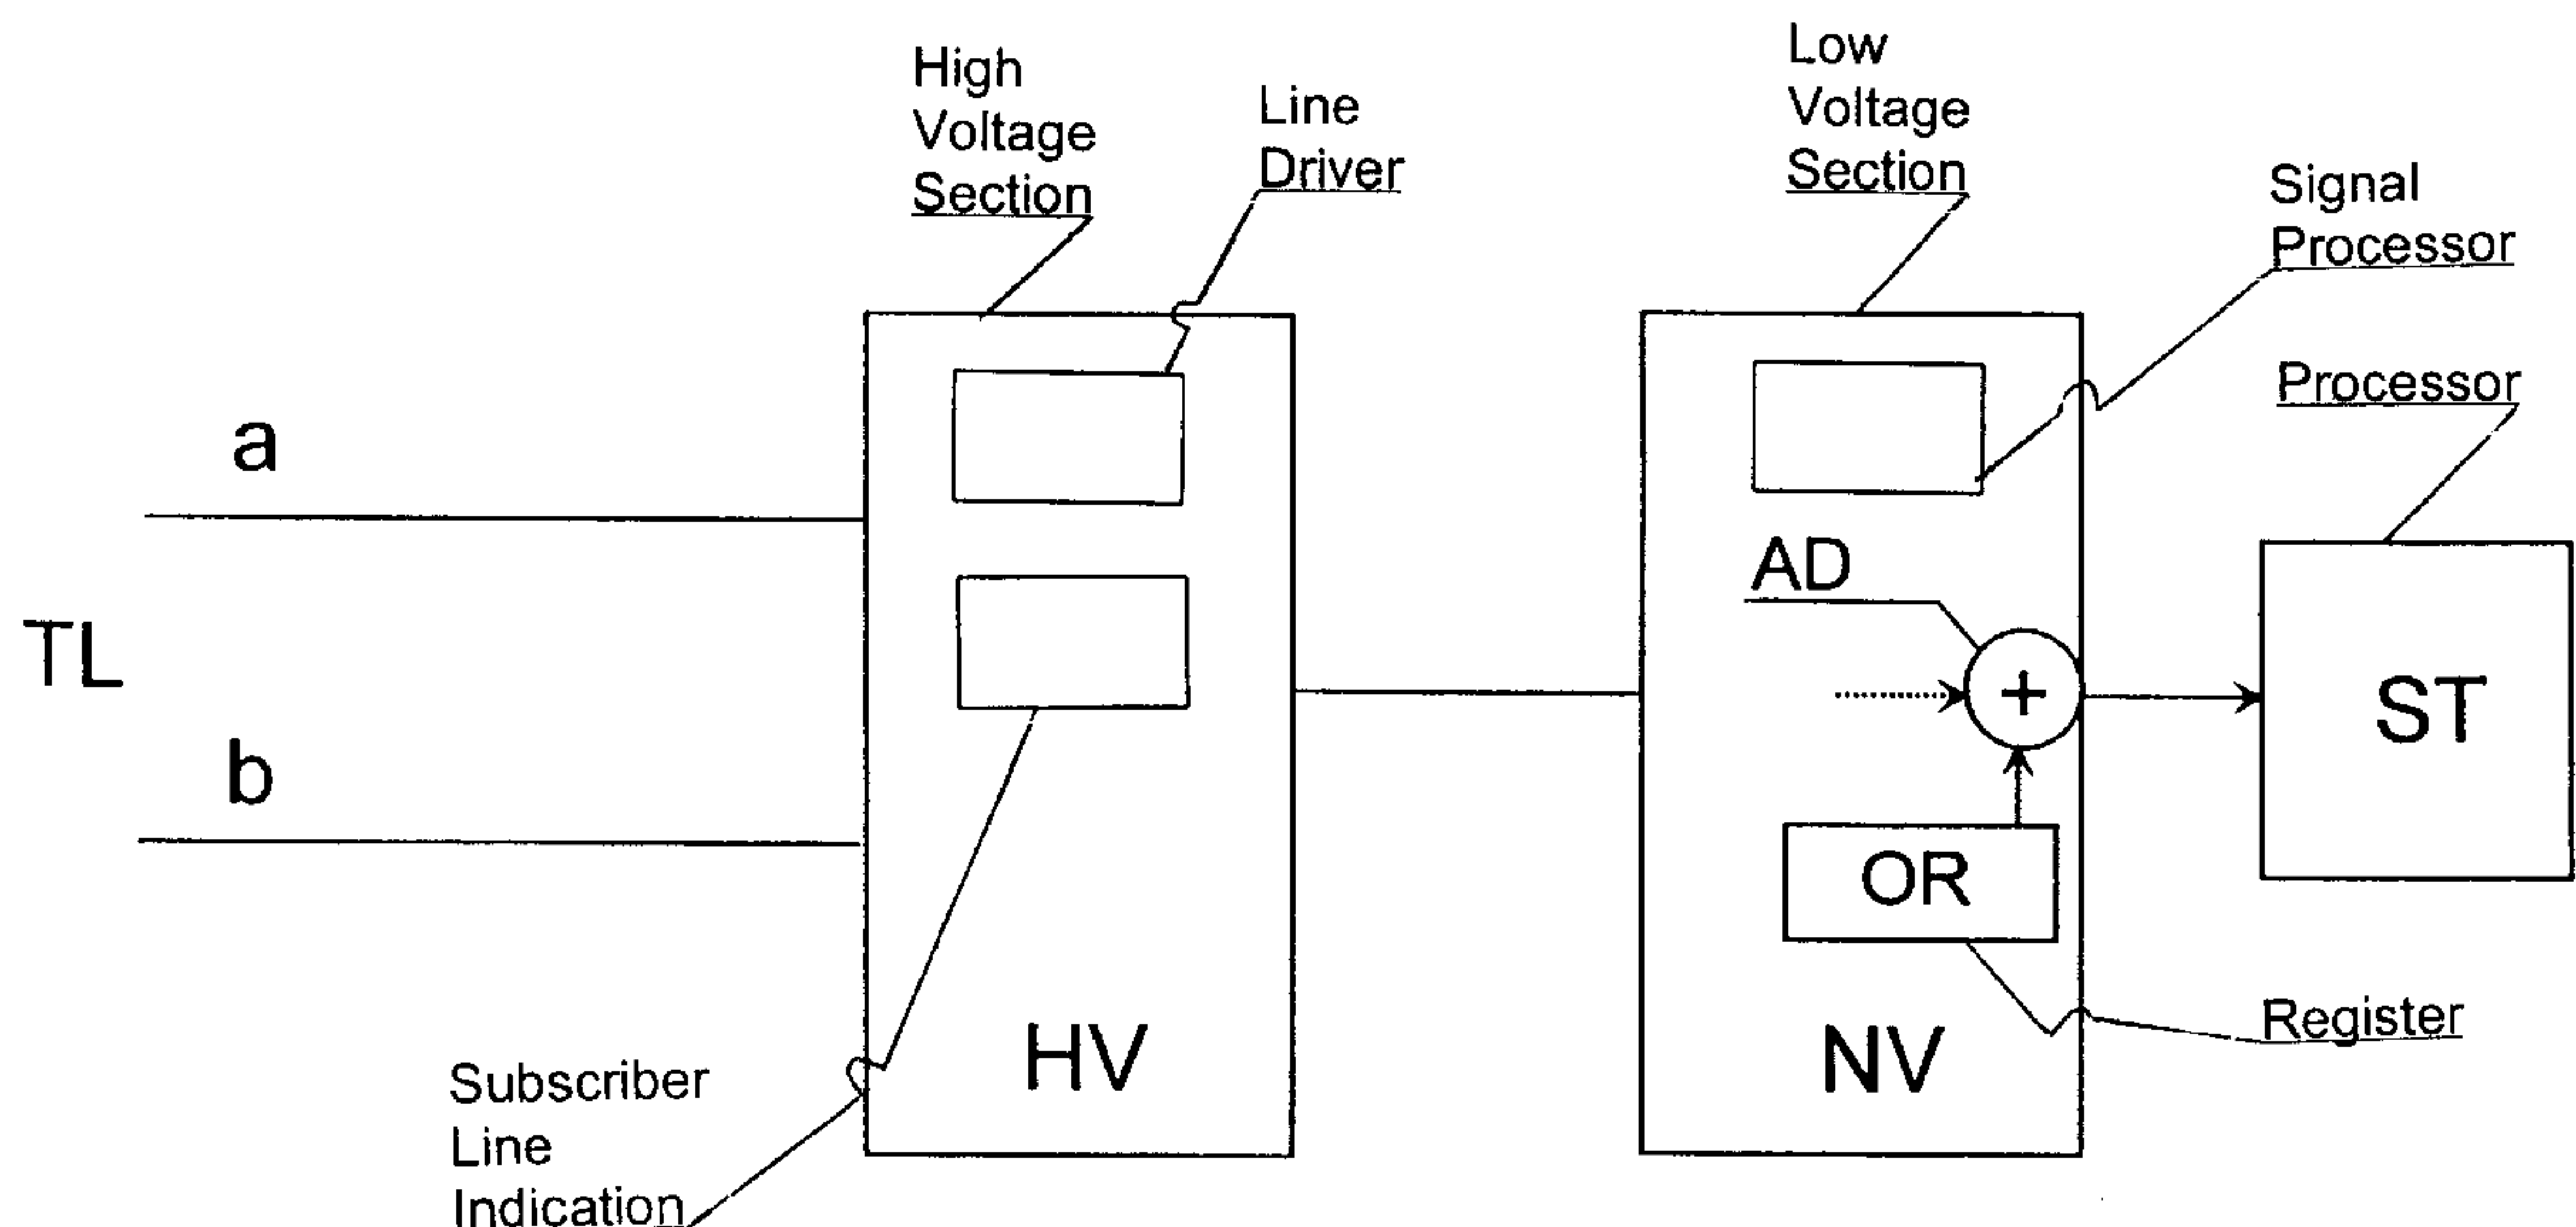 High
Voltage
Section
Line
Driver
Low
Voltage
Section
Signal
Processor
Processor
a
AD
TL
+
ST
b
OR
HV
NV
Register
Subscriber
Line
Indication